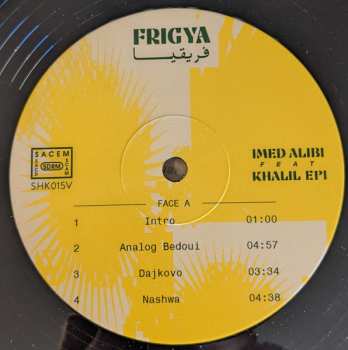 FRIGYA
فريقيا
SACEM
SDRM
SHK015V
IMED ALIBI
FEAT
KHALIL EPI
FACE A
1 Intro 01:00
2 Analog Bedoui 04:57
3 Dajkovo 03:34
4 Nashwa 04:38